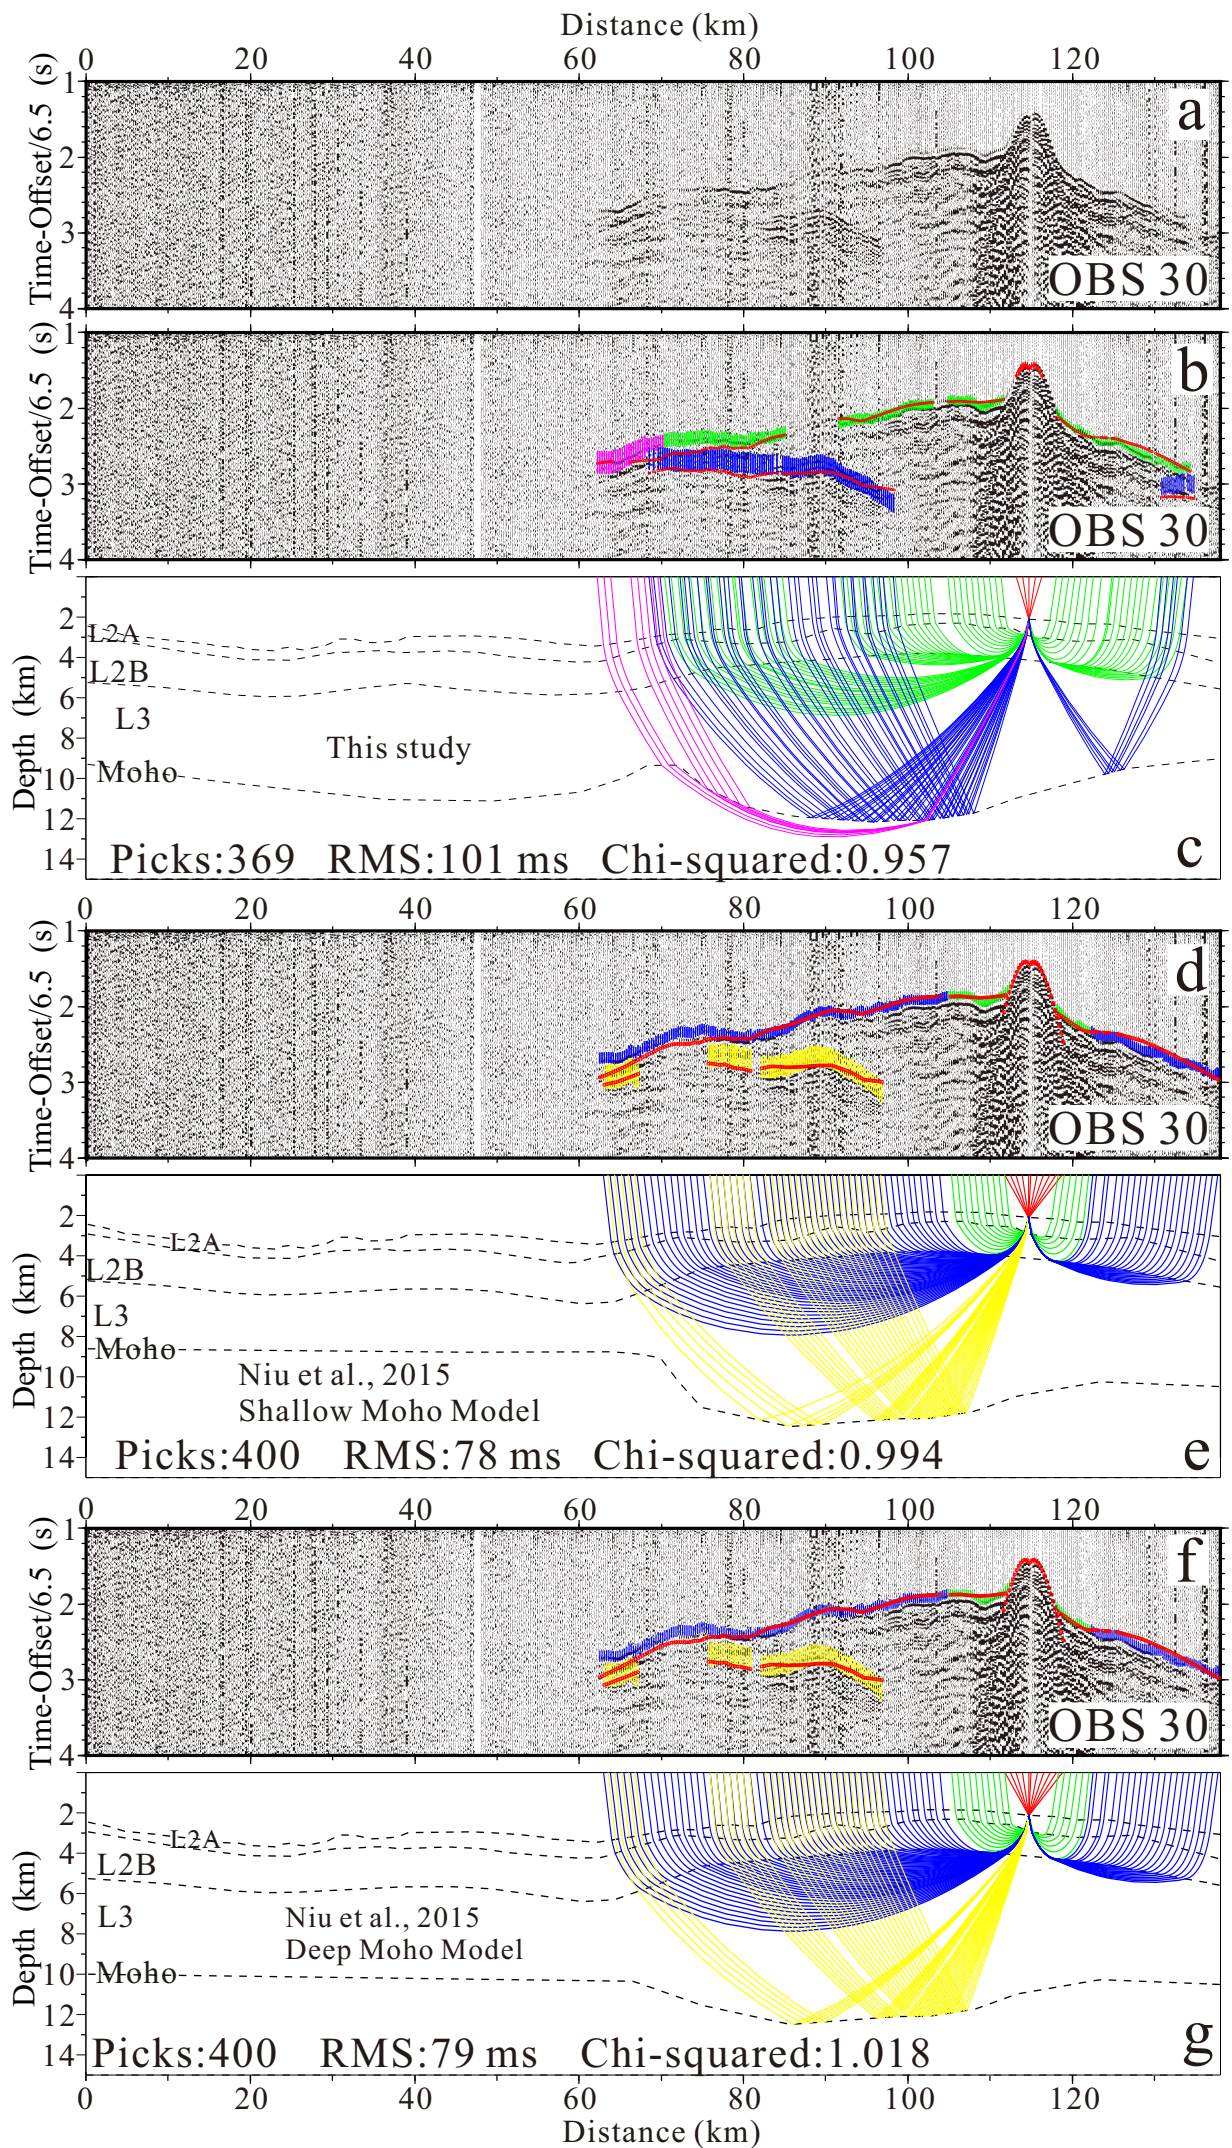 Distance (km)
0 20 40 60 80 100 120
Time-Offset/6.5 (s)
1
2
3
4
a
OBS 30
Time-Offset/6.5 (s)
1
2
3
4
b
OBS 30
Depth (km)
2
4
6
8
10
12
14
L2A
L2B
L3
This study
Moho
Picks:369 RMS:101 ms Chi-squared:0.957
c
0 20 40 60 80 100 120
Time-Offset/6.5 (s)
1
2
3
4
d
OBS 30
Depth (km)
2
4
6
8
10
12
14
L2A
L2B
L3
Moho
Niu et al., 2015
Shallow Moho Model
Picks:400 RMS:78 ms Chi-squared:0.994
e
0 20 40 60 80 100 120
Time-Offset/6.5 (s)
1
2
3
4
f
OBS 30
Depth (km)
2
4
6
8
10
12
14
L2A
L2B
L3
Niu et al., 2015
Deep Moho Model
Moho
Picks:400 RMS:79 ms Chi-squared:1.018
g
0 20 40 60 80 100 120
Distance (km)